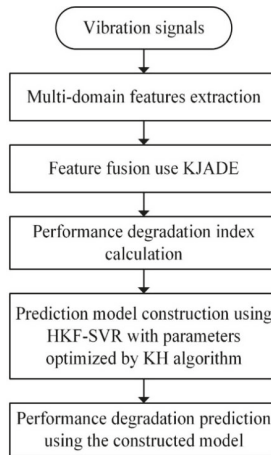 Vibration signals
Multi-domain features extraction
Feature fusion use KJADE
Performance degradation index
calculation
Prediction model construction using
HKF-SVR with parameters
optimized by KH algorithm
Performance degradation prediction
using the constructed model